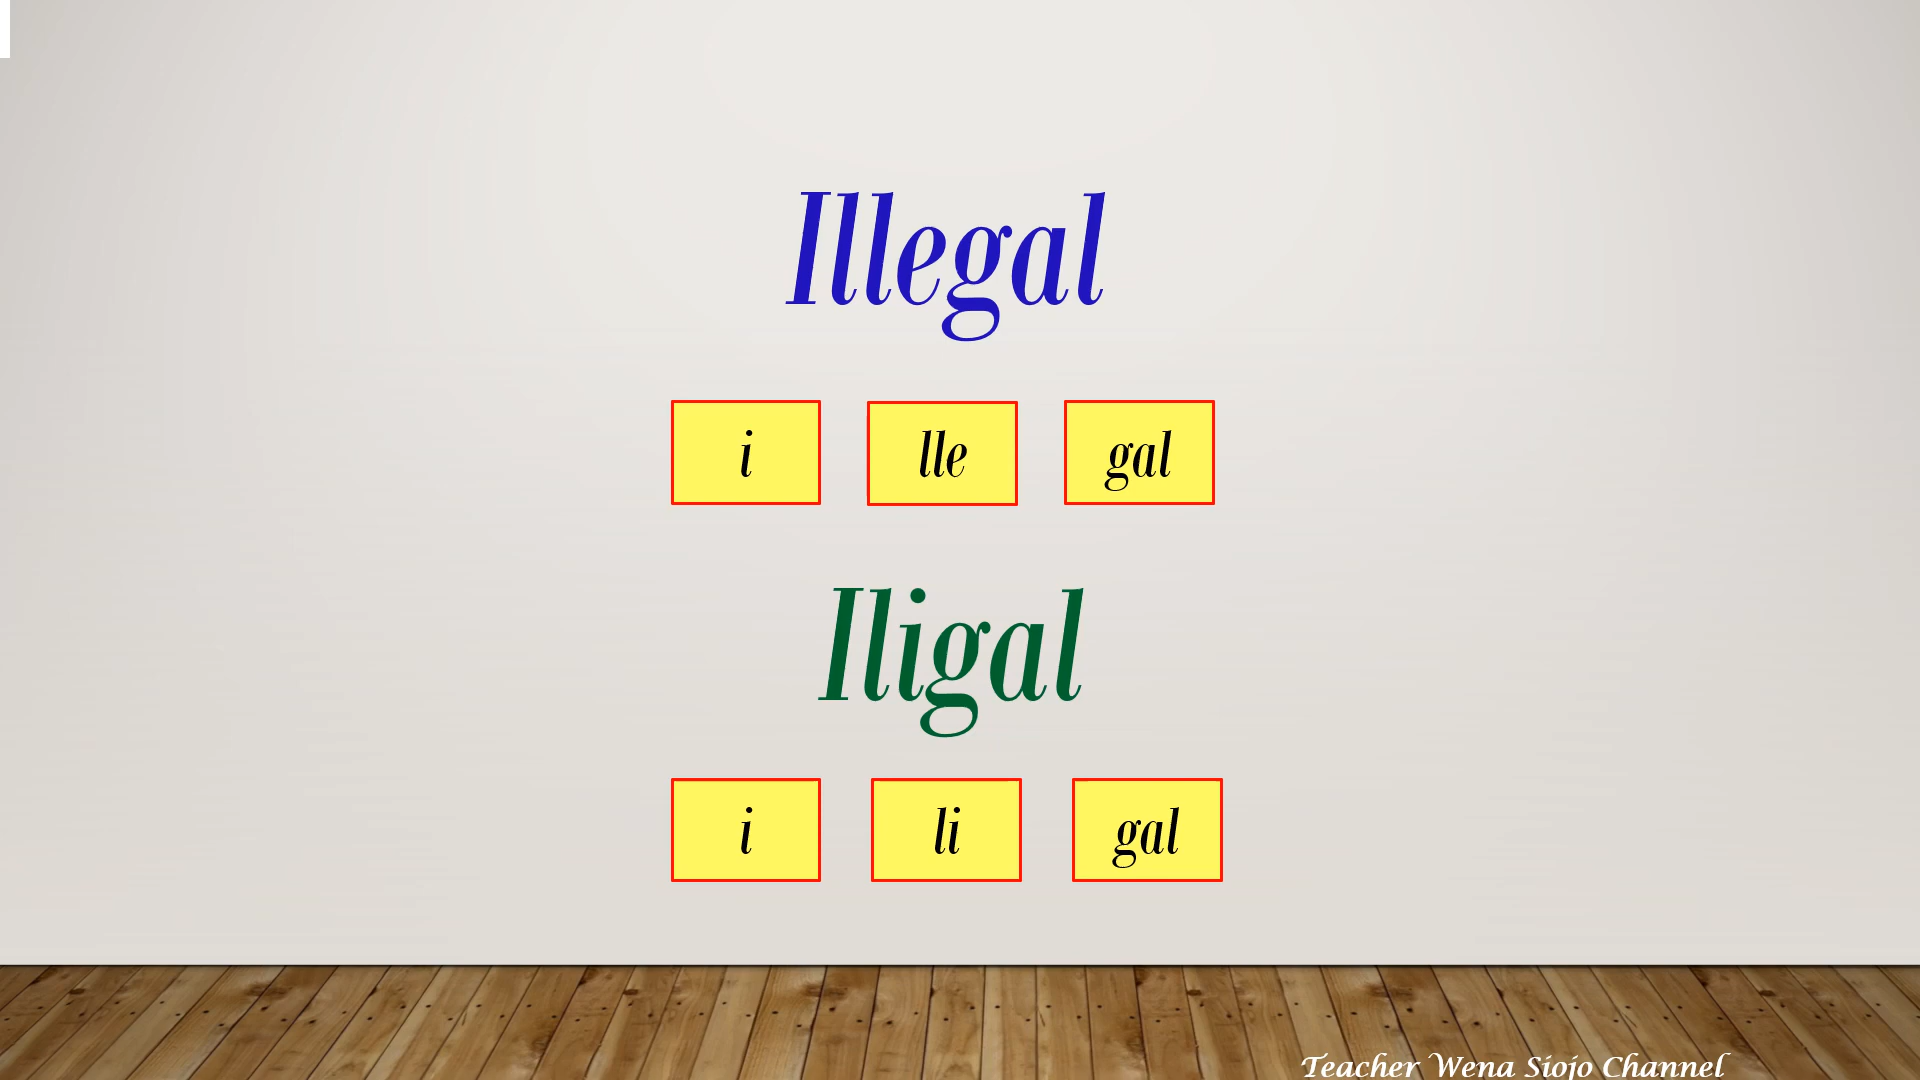 Illegal
i lle gal
Iligal
i li gal
Teacher Wena Siojo Channel